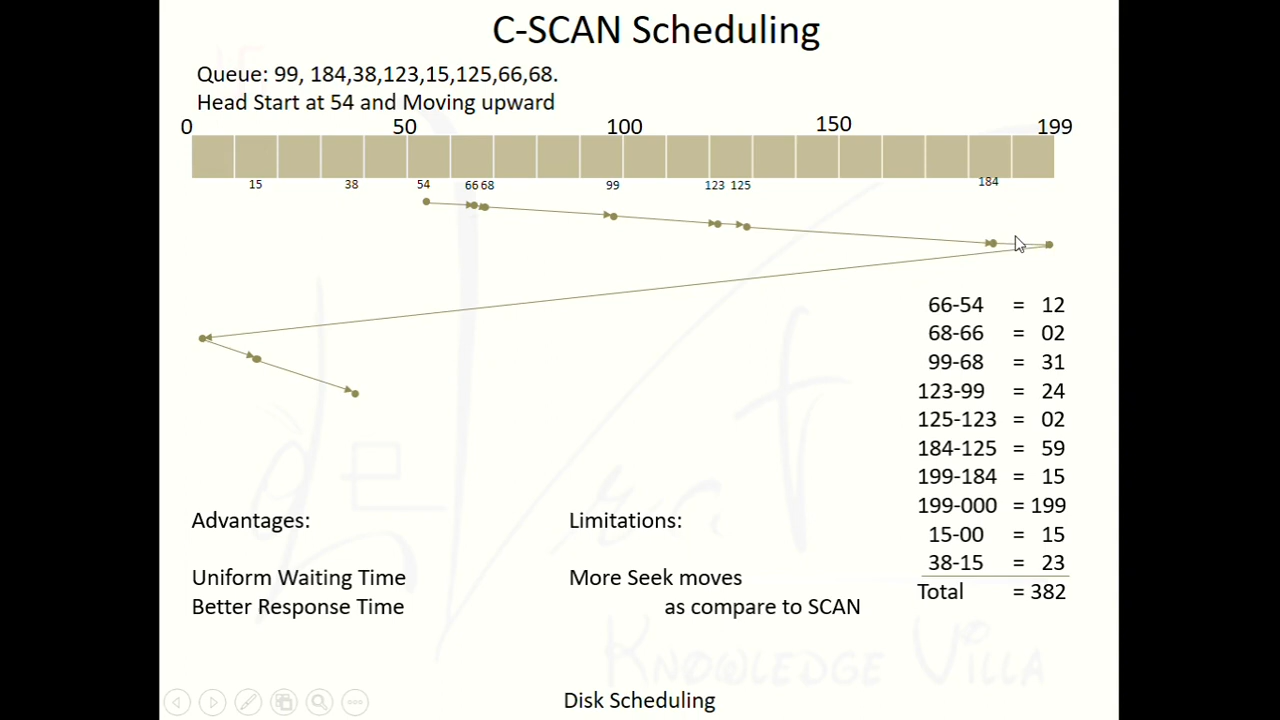 C-SCAN Scheduling
Queue: 99, 184,38,123,15,125,66,68.
Head Start at 54 and Moving upward
0 50 100 150 199
15 38 54 66 68 99 123 125 184
66-54 = 12
68-66 = 02
99-68 = 31
123-99 = 24
125-123 = 02
184-125 = 59
199-184 = 15
199-000 = 199
15-00 = 15
38-15 = 23
Total = 382
Advantages:
Uniform Waiting Time
Better Response Time
Limitations:
More Seek moves
as compare to SCAN
Knowledge Villa
Disk Scheduling